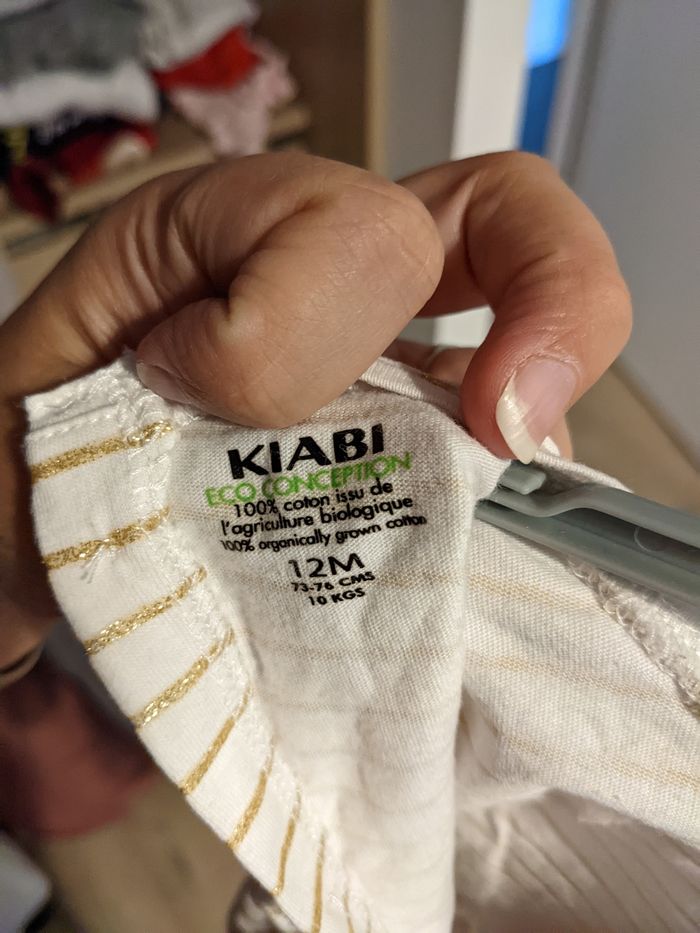 KIABI
ECO CONCEPTION
100% coton issu de
l'agriculture biologique
100% organically grown cotton
12M
73-76 CMS
10 KGS